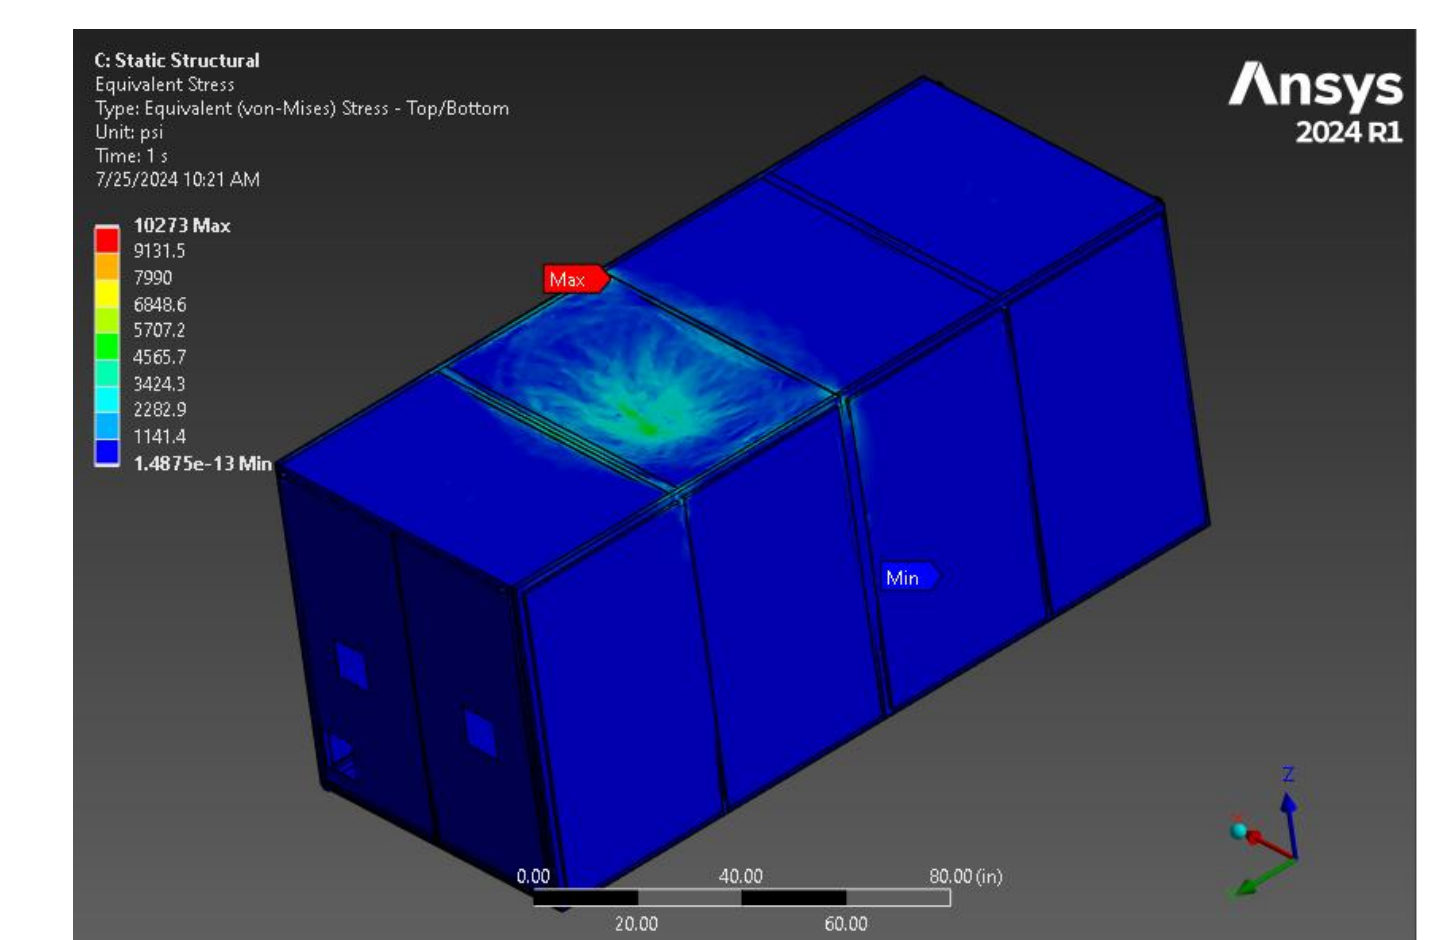 C: Static Structural
Equivalent Stress
Type: Equivalent (von-Mises) Stress - Top/Bottom
Unit: psi
Time: 1 s
7/25/2024 10:21 AM
Ansys
2024 R1
10273 Max
9131.5
7990
6848.6
5707.2
4565.7
3424.3
2282.9
1141.4
1.4875e-13 Min
Max
Min
Z
0.00 40.00 80.00 (in)
20.00 60.00